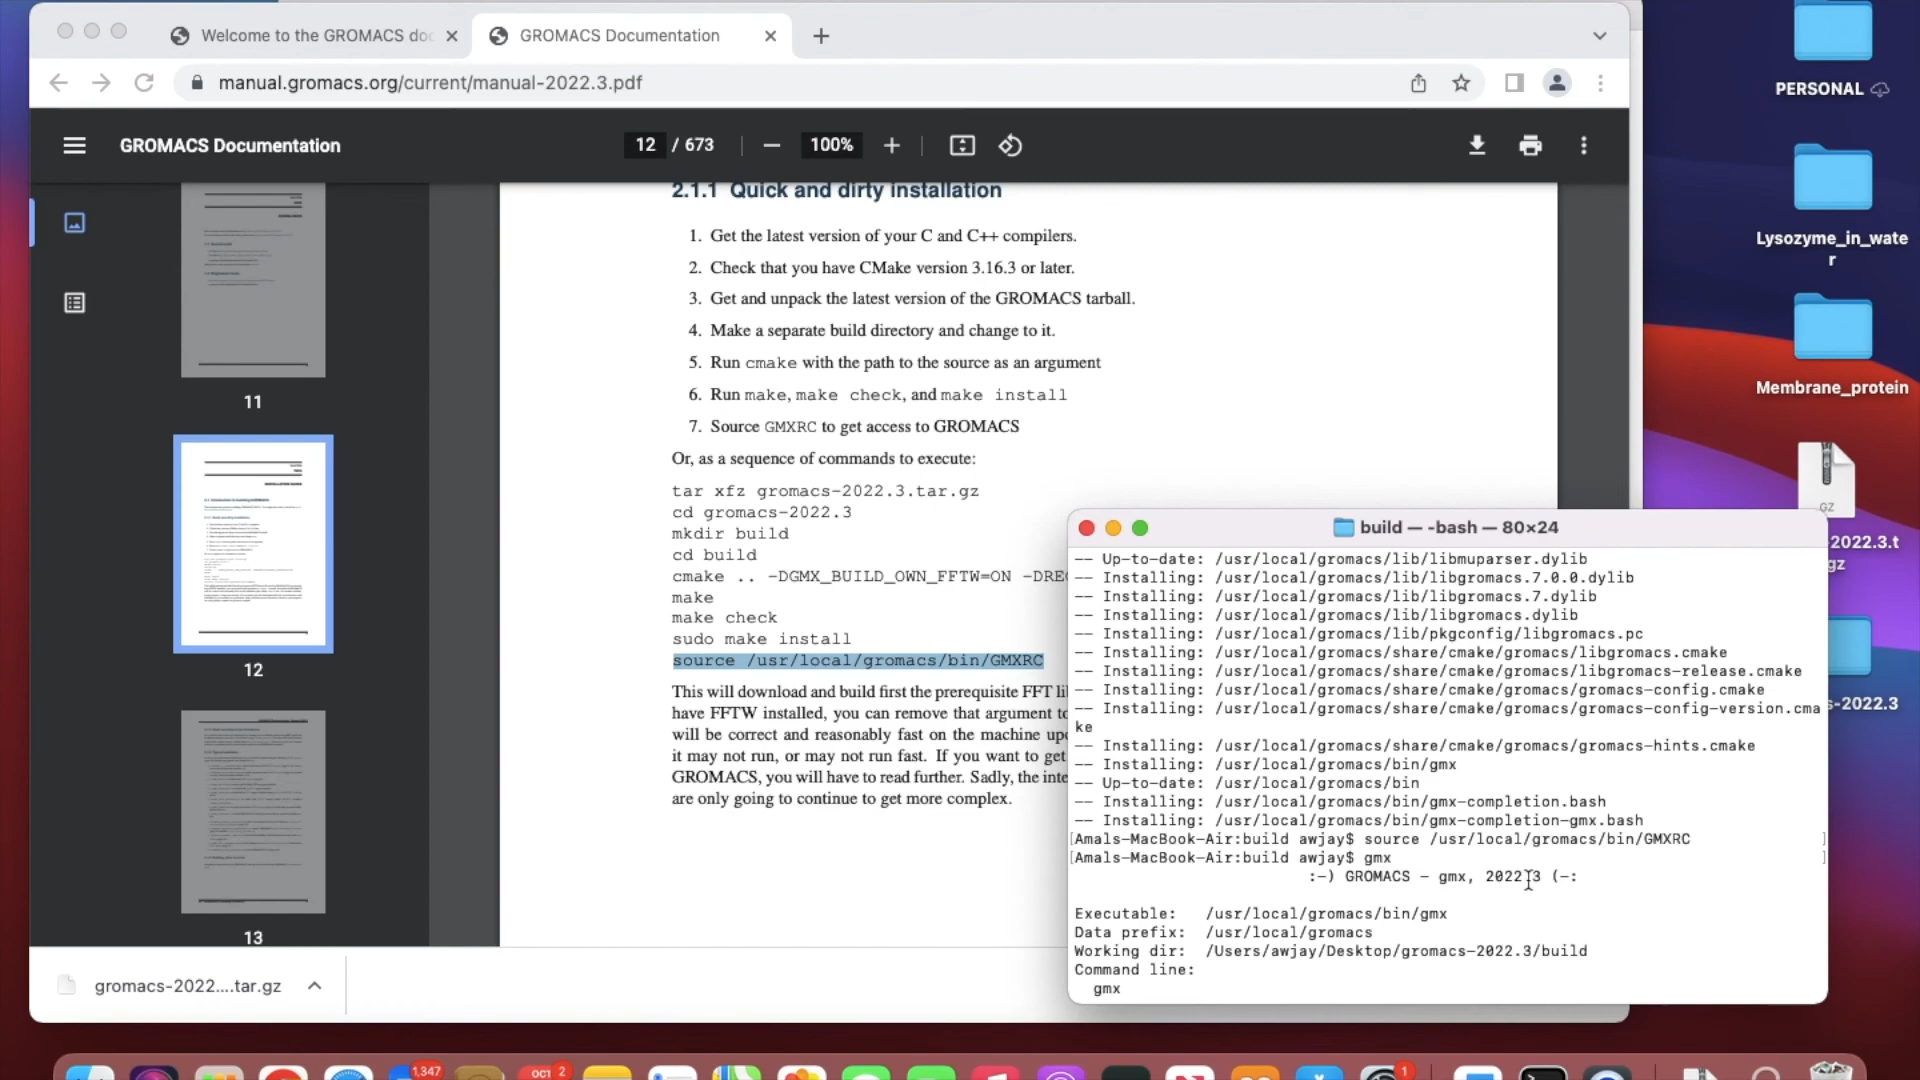 Welcome to the GROMACS doc
GROMACS Documentation
manual.gromacs.org/current/manual-2022.3.pdf
GROMACS Documentation
12 / 673
100%
11
12
13
2.1.1 Quick and dirty installation
1. Get the latest version of your C and C++ compilers.
2. Check that you have CMake version 3.16.3 or later.
3. Get and unpack the latest version of the GROMACS tarball.
4. Make a separate build directory and change to it.
5. Run cmake with the path to the source as an argument
6. Run make, make check, and make install
7. Source GMXRC to get access to GROMACS
Or, as a sequence of commands to execute:
tar xfz gromacs-2022.3.tar.gz
cd gromacs-2022.3
mkdir build
cd build
cmake .. -DGMX_BUILD_OWN_FFTW=ON -DREG
make
make check
sudo make install
source /usr/local/gromacs/bin/GMXRC
This will download and build first the prerequisite FFT li
have FFTW installed, you can remove that argument to
will be correct and reasonably fast on the machine upo
it may not run, or may not run fast. If you want to get
GROMACS, you will have to read further. Sadly, the inte
are only going to continue to get more complex.
gromacs-2022....tar.gz
build — -bash — 80×24
-- Up-to-date: /usr/local/gromacs/lib/libmuparser.dylib
-- Installing: /usr/local/gromacs/lib/libgromacs.7.0.0.dylib
-- Installing: /usr/local/gromacs/lib/libgromacs.7.dylib
-- Installing: /usr/local/gromacs/lib/libgromacs.dylib
-- Installing: /usr/local/gromacs/lib/pkgconfig/libgromacs.pc
-- Installing: /usr/local/gromacs/share/cmake/gromacs/libgromacs.cmake
-- Installing: /usr/local/gromacs/share/cmake/gromacs/libgromacs-release.cmake
-- Installing: /usr/local/gromacs/share/cmake/gromacs/gromacs-config.cmake
-- Installing: /usr/local/gromacs/share/cmake/gromacs/gromacs-config-version.cma
ke
-- Installing: /usr/local/gromacs/share/cmake/gromacs/gromacs-hints.cmake
-- Installing: /usr/local/gromacs/bin/gmx
-- Up-to-date: /usr/local/gromacs/bin
-- Installing: /usr/local/gromacs/bin/gmx-completion.bash
-- Installing: /usr/local/gromacs/bin/gmx-completion-gmx.bash
[Amals-MacBook-Air:build awjay$ source /usr/local/gromacs/bin/GMXRC ]
[Amals-MacBook-Air:build awjay$ gmx ]
:-) GROMACS - gmx, 2022.3 (-:
Executable: /usr/local/gromacs/bin/gmx
Data prefix: /usr/local/gromacs
Working dir: /Users/awjay/Desktop/gromacs-2022.3/build
Command line:
gmx
PERSONAL
Lysozyme_in_wate
r
Membrane_protein
GZ
-2022.3.t
gz
s-2022.3
1,347
OCT 2
1